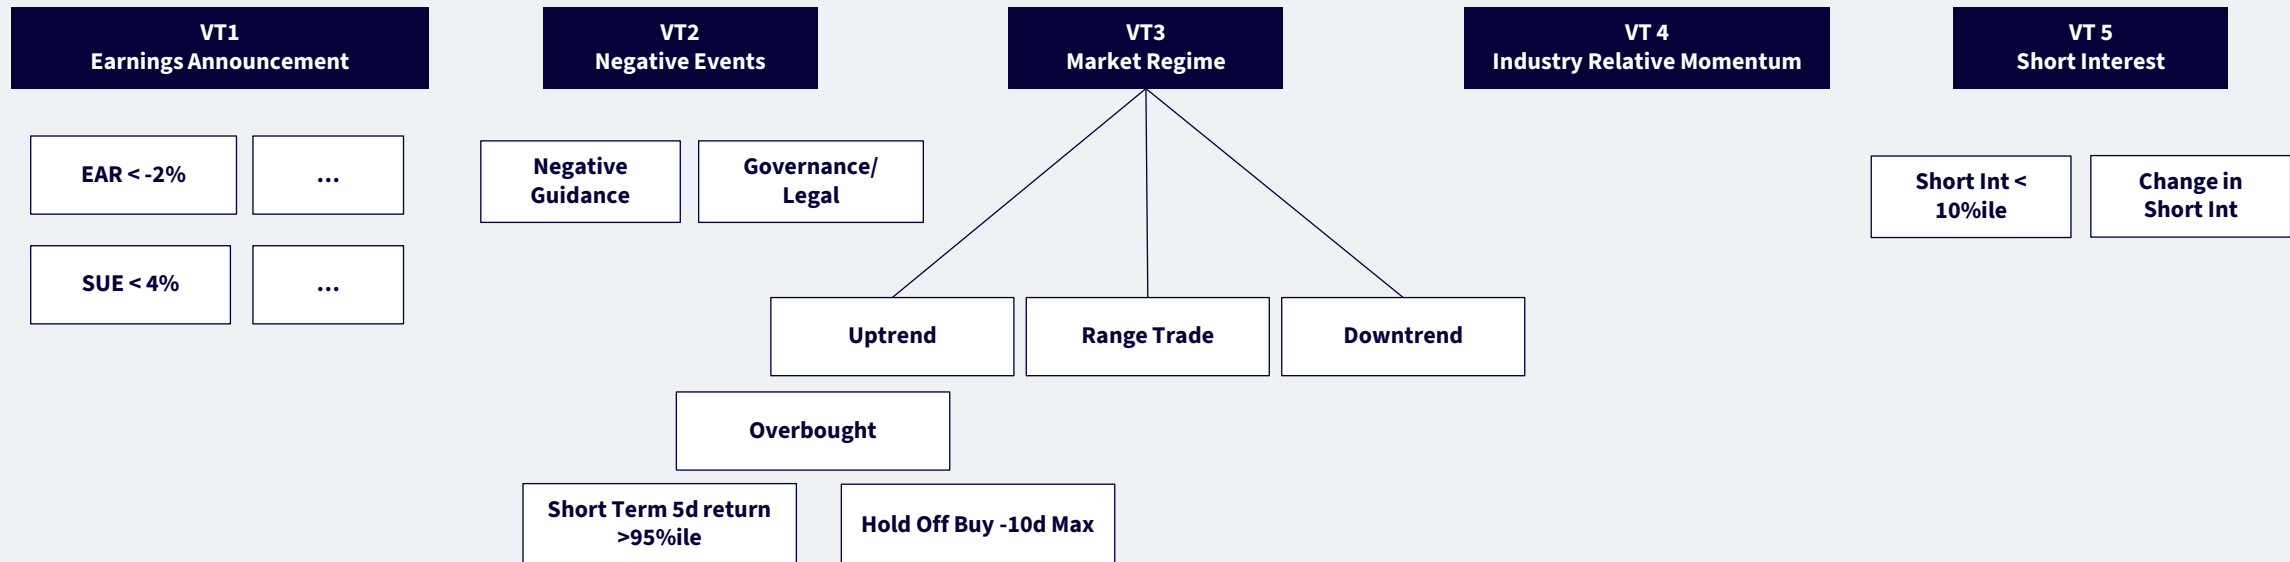 VT1
Earnings Announcement
VT2
Negative Events
VT3
Market Regime
VT 4
Industry Relative Momentum
VT 5
Short Interest
EAR < -2%
...
SUE < 4%
...
Negative
Guidance
Governance/
Legal
Short Int <
10%ile
Change in
Short Int
Uptrend
Range Trade
Downtrend
Overbought
Short Term 5d return
>95%ile
Hold Off Buy -10d Max